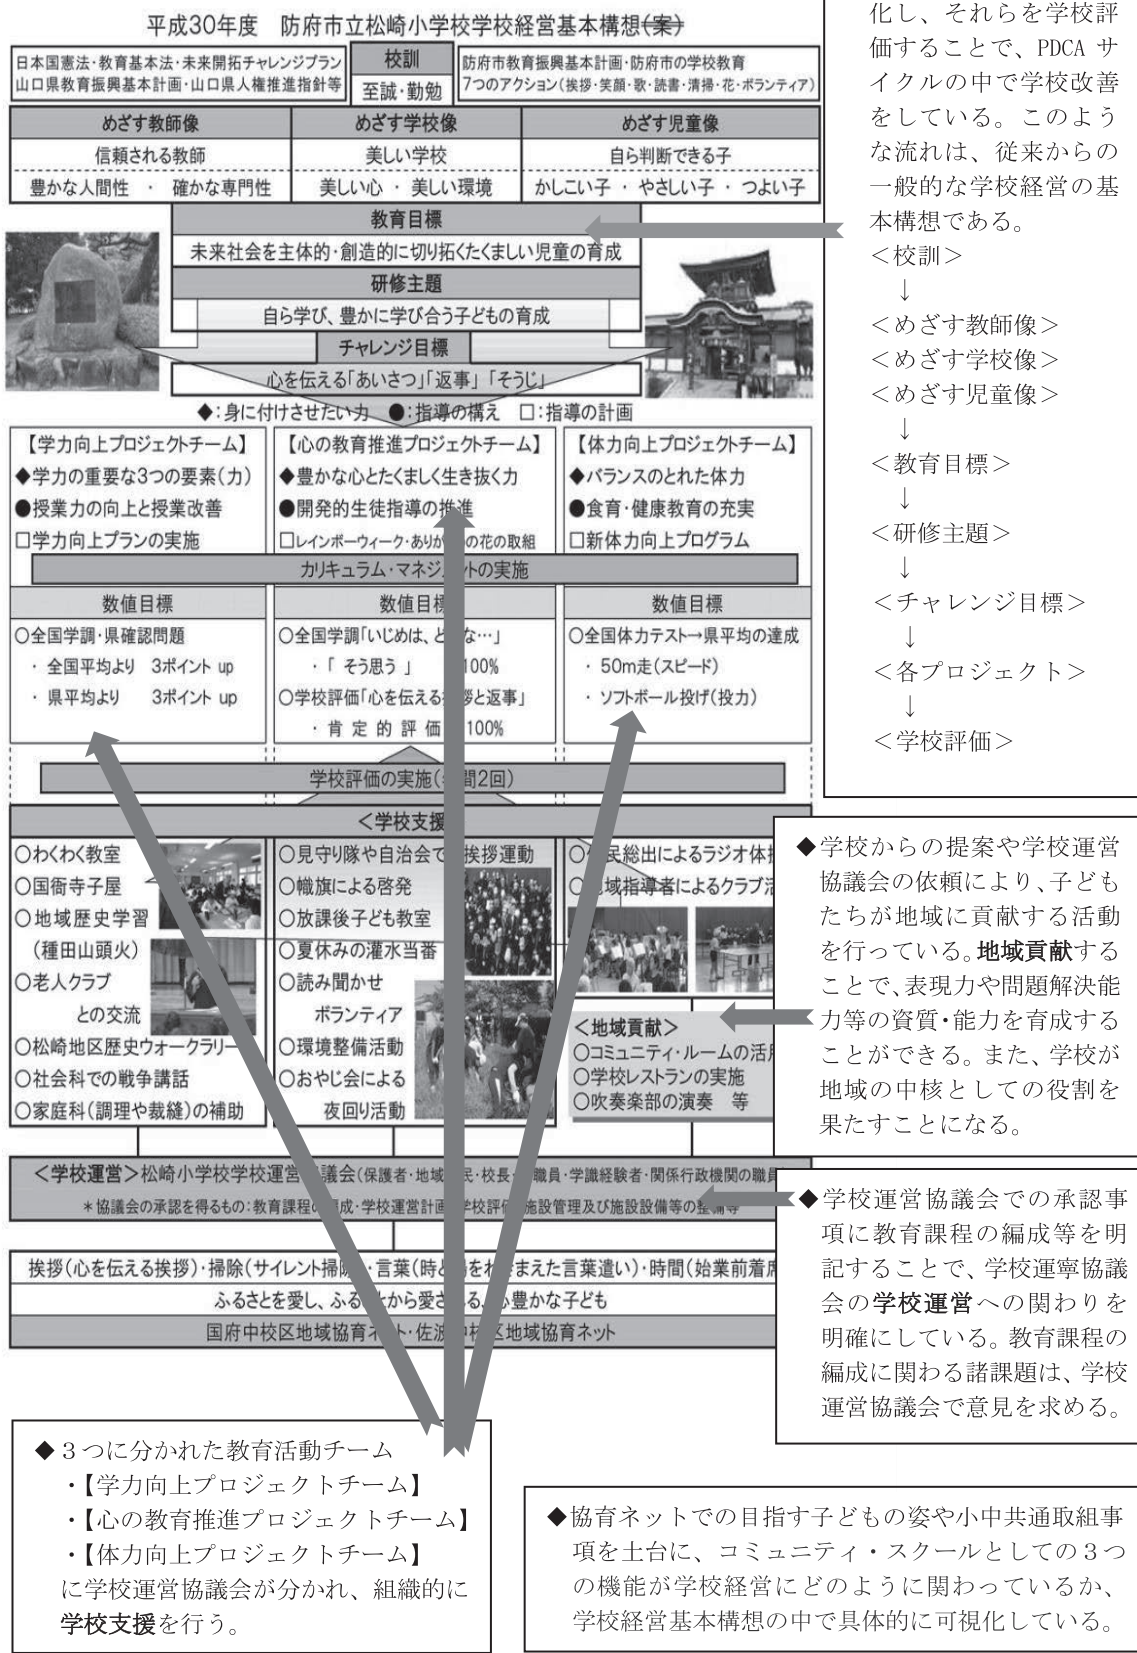 平成30年度 防府市立松崎小学校学校経営基本構想(案)
日本国憲法・教育基本法・未来開拓チャレンジプラン
山口県教育振興基本計画・山口県人権推進指針等
校訓
至誠・勤勉
防府市教育振興基本計画・防府市の学校教育
7つのアクション(挨拶・笑顔・歌・読書・清掃・花・ボランティア)
めざす教師像
めざす学校像
めざす児童像
信頼される教師
美しい学校
自ら判断できる子
豊かな人間性 ・ 確かな専門性
美しい心 ・ 美しい環境
かしこい子 ・ やさしい子 ・ つよい子
教育目標
未来社会を主体的・創造的に切り拓くたくましい児童の育成
研修主題
自ら学び、豊かに学び合う子どもの育成
チャレンジ目標
心を伝える「あいさつ」「返事」「そうじ」
◆:身に付けさせたい力 ●:指導の構え □:指導の計画
【学力向上プロジェクトチーム】
◆学力の重要な3つの要素(力)
●授業力の向上と授業改善
□学力向上プランの実施
【心の教育推進プロジェクトチーム】
◆豊かな心とたくましく生き抜く力
●開発的生徒指導の推進
□レインボーウィーク・ありが の花の取組
【体力向上プロジェクトチーム】
◆バランスのとれた体力
●食育・健康教育の充実
□新体力向上プログラム
カリキュラム・マネジ ントの実施
数値目標
○全国学調・県確認問題
・ 全国平均より 3ポイント up
・ 県平均より 3ポイント up
数値目標
○全国学調「いじめは、ど な…」
・「 そう思う 」 100%
○学校評価「心を伝える 拶と返事」
・ 肯 定 的 評 価 100%
数値目標
○全国体力テスト→県平均の達成
・ 50m走(スピード)
・ ソフトボール投げ(投力)
学校評価の実施( 間2回)
<学校支援
○わくわく教室
○国衙寺子屋
○地域歴史学習
(種田山頭火)
○老人クラブ
との交流
○松崎地区歴史ウォークラリー
○社会科での戦争講話
○家庭科(調理や裁縫)の補助
○見守り隊や自治会で 挨拶運動
○幟旗による啓発
○放課後子ども教室
○夏休みの灌水当番
○読み聞かせ
ボランティア
○環境整備活動
○おやじ会による
夜回り活動
○ 民総出によるラジオ体
○ 域指導者によるクラブ活
<地域貢献>
○コミュニティ・ルームの活用
○学校レストランの実施
○吹奏楽部の演奏 等
<学校運営>松崎小学校学校運営 議会(保護者・地域 民・校長・ 職員・学識経験者・関係行政機関の職員
*協議会の承認を得るもの:教育課程の 成・学校運営計画 学校評価 施設管理及び施設設備等の整備等
挨拶(心を伝える挨拶)・掃除(サイレント掃除 ・言葉(時と をわ まえた言葉遣い)・時間(始業前着席
ふるさとを愛し、ふる とから愛さ る、心豊かな子ども
国府中校区地域協育ネット・佐波中校区地域協育ネット
化し、それらを学校評
価することで、PDCA サ
イクルの中で学校改善
をしている。このよう
な流れは、従来からの
一般的な学校経営の基
本構想である。
<校訓>
↓
<めざす教師像>
<めざす学校像>
<めざす児童像>
↓
<教育目標>
↓
<研修主題>
↓
<チャレンジ目標>
↓
<各プロジェクト>
↓
<学校評価>
◆学校からの提案や学校運営
協議会の依頼により、子ども
たちが地域に貢献する活動
を行っている。地域貢献する
ことで、表現力や問題解決能
力等の資質・能力を育成する
ことができる。また、学校が
地域の中核としての役割を
果たすことになる。
◆学校運営協議会での承認事
項に教育課程の編成等を明
記することで、学校運寧協議
会の学校運営への関わりを
明確にしている。教育課程の
編成に関わる諸課題は、学校
運営協議会で意見を求める。
◆3つに分かれた教育活動チーム
・【学力向上プロジェクトチーム】
・【心の教育推進プロジェクトチーム】
・【体力向上プロジェクトチーム】
に学校運営協議会が分かれ、組織的に
学校支援を行う。
◆協育ネットでの目指す子どもの姿や小中共通取組事
項を土台に、コミュニティ・スクールとしての3つ
の機能が学校経営にどのように関わっているか、
学校経営基本構想の中で具体的に可視化している。